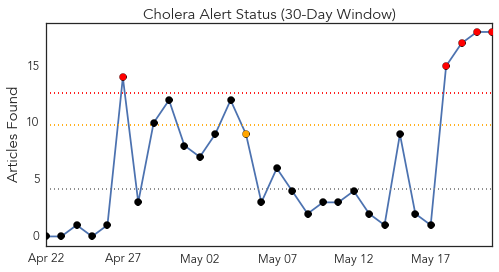 Cholera Alert Status (30-Day Window)
Articles Found
15
10
5
0
Apr 22
Apr 27
May 02
May 07
May 12
May 17